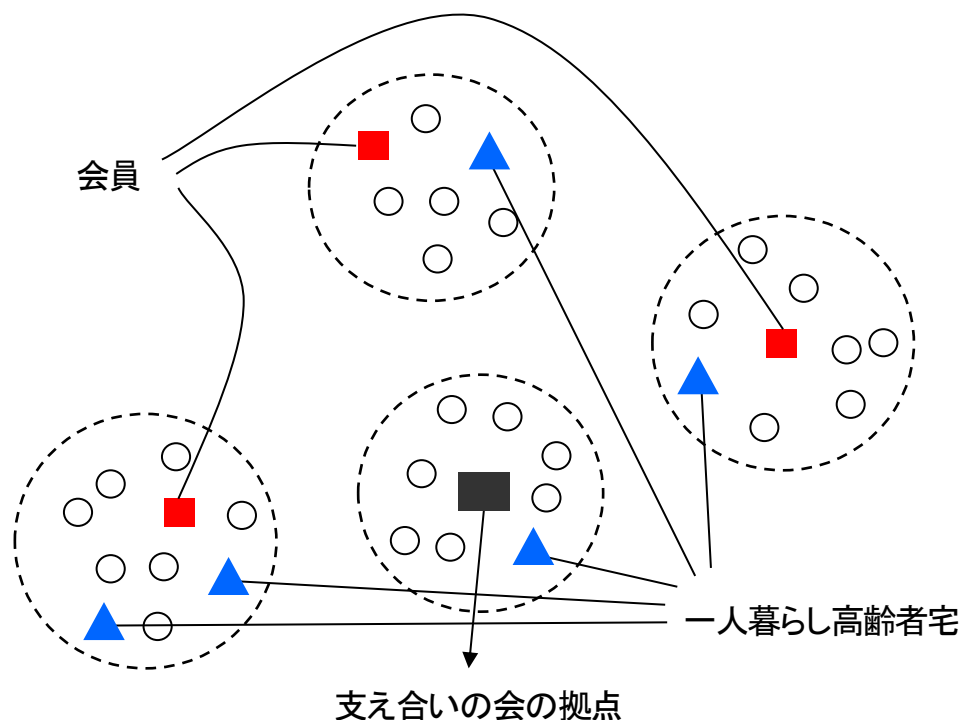 会員
一人暮らし高齢者宅
支え合いの会の拠点